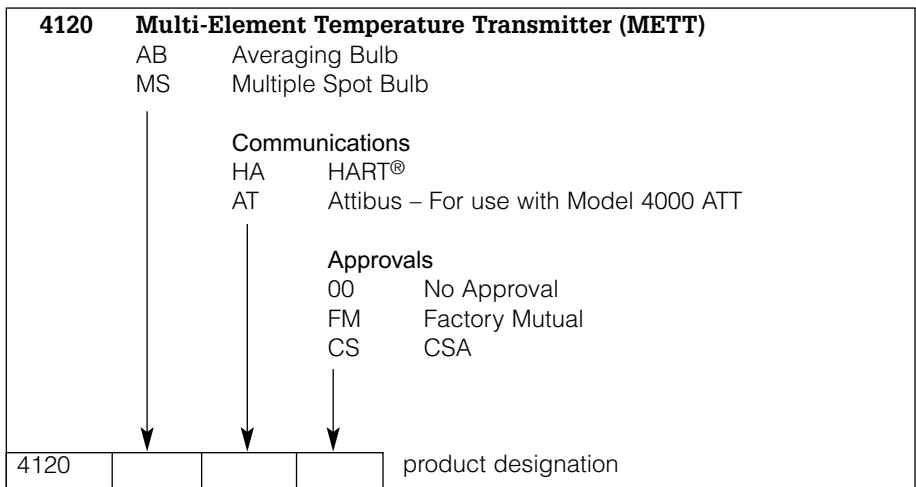 4120 Multi-Element Temperature Transmitter (METT)
AB Averaging Bulb
MS Multiple Spot Bulb
Communications
HA HART®
AT Attibus – For use with Model 4000 ATT
Approvals
00 No Approval
FM Factory Mutual
CS CSA
4120 product designation